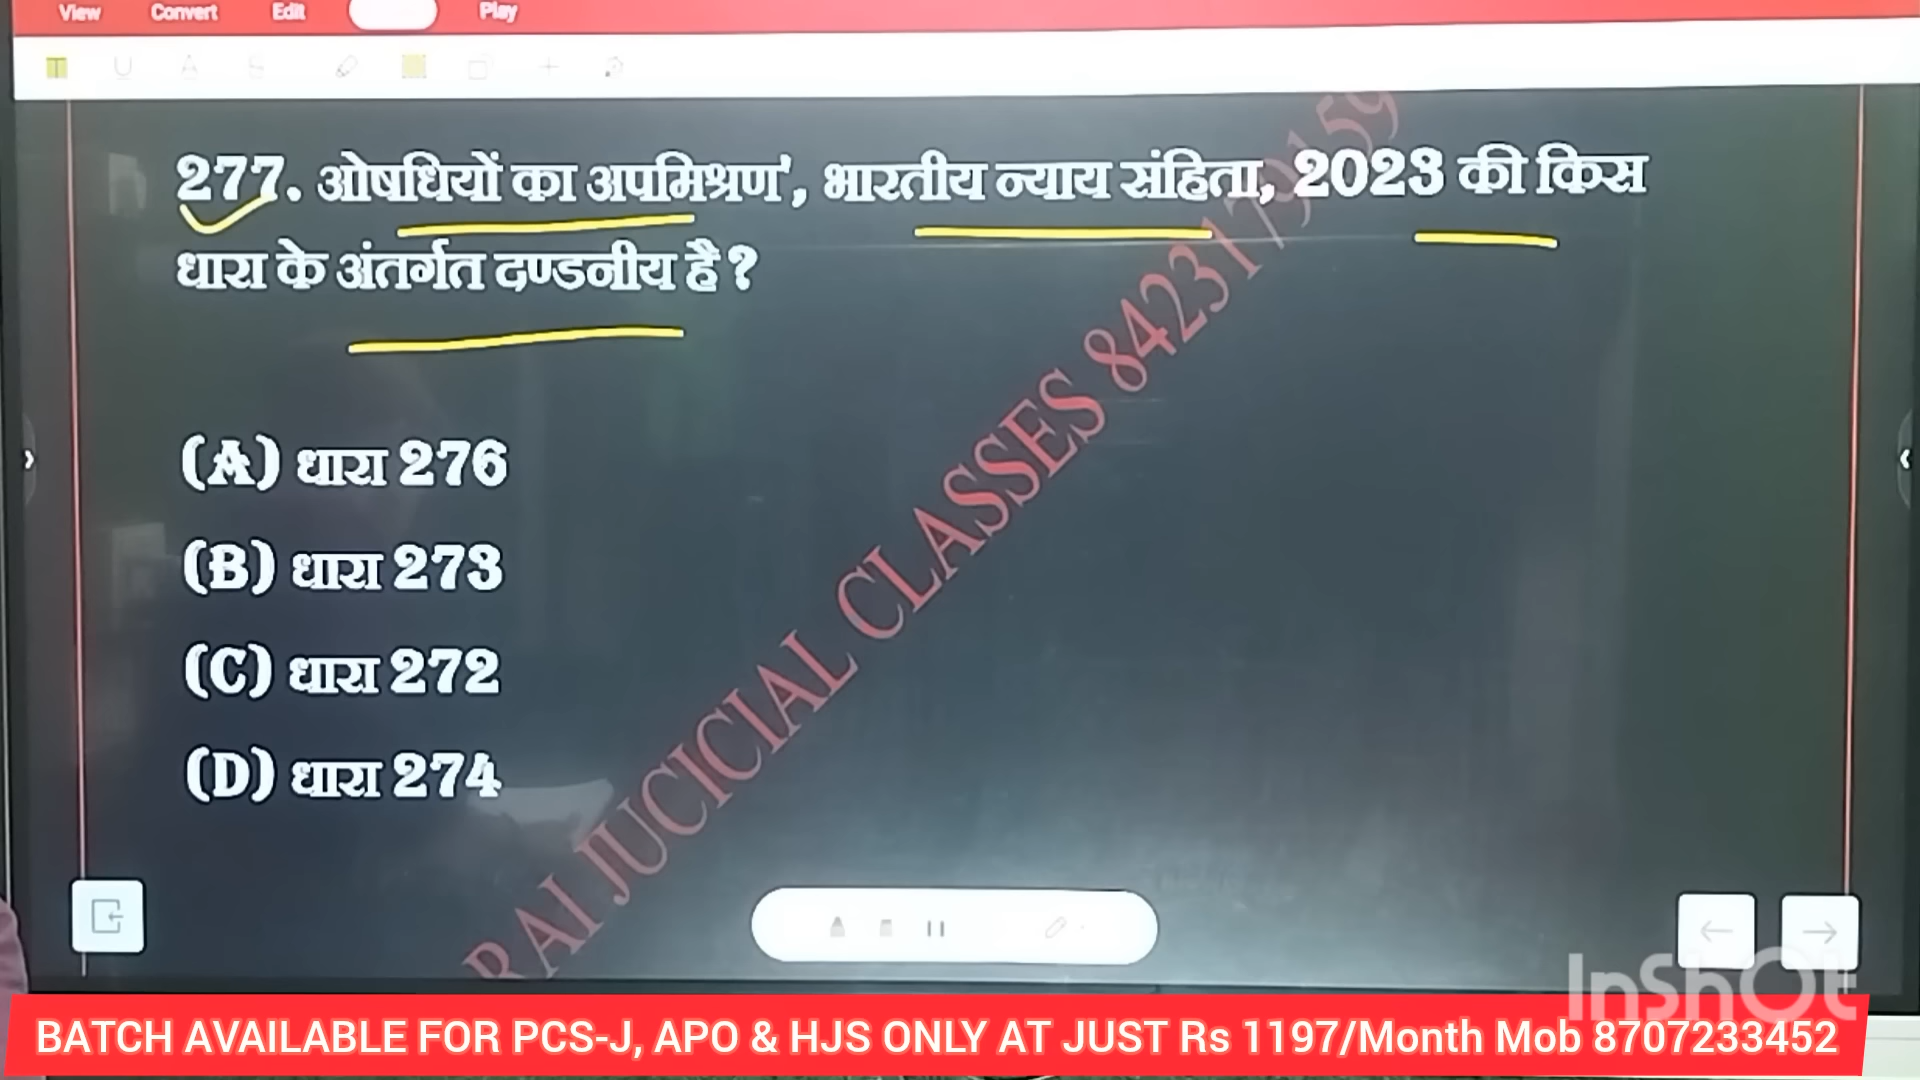 View Convert Edit Play
277. ओषधियों का अपमिश्रण', भारतीय न्याय संहिता, 2023 की किस
धारा के अंतर्गत दण्डनीय है?
(A) धारा 276
(B) धारा 273
(C) धारा 272
(D) धारा 274
RAI JUCICIAL CLASSES 8423179159
InShOt
BATCH AVAILABLE FOR PCS-J, APO & HJS ONLY AT JUST Rs 1197/Month Mob 8707233452